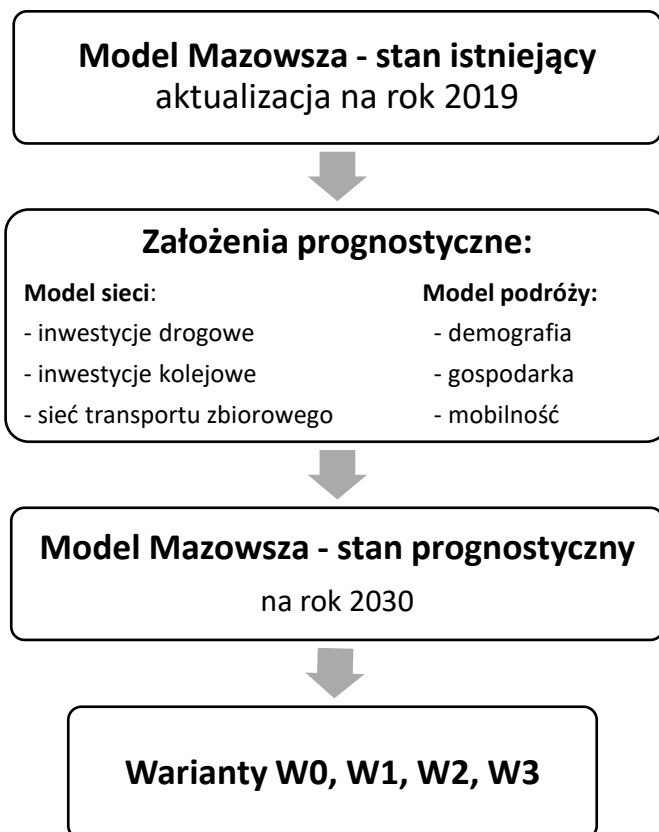 Model Mazowsza - stan istniejący
aktualizacja na rok 2019
Założenia prognostyczne:
Model sieci:
- inwestycje drogowe
- inwestycje kolejowe
- sieć transportu zbiorowego
Model podróży:
- demografia
- gospodarka
- mobilność
Model Mazowsza - stan prognostyczny
na rok 2030
Warianty W0, W1, W2, W3